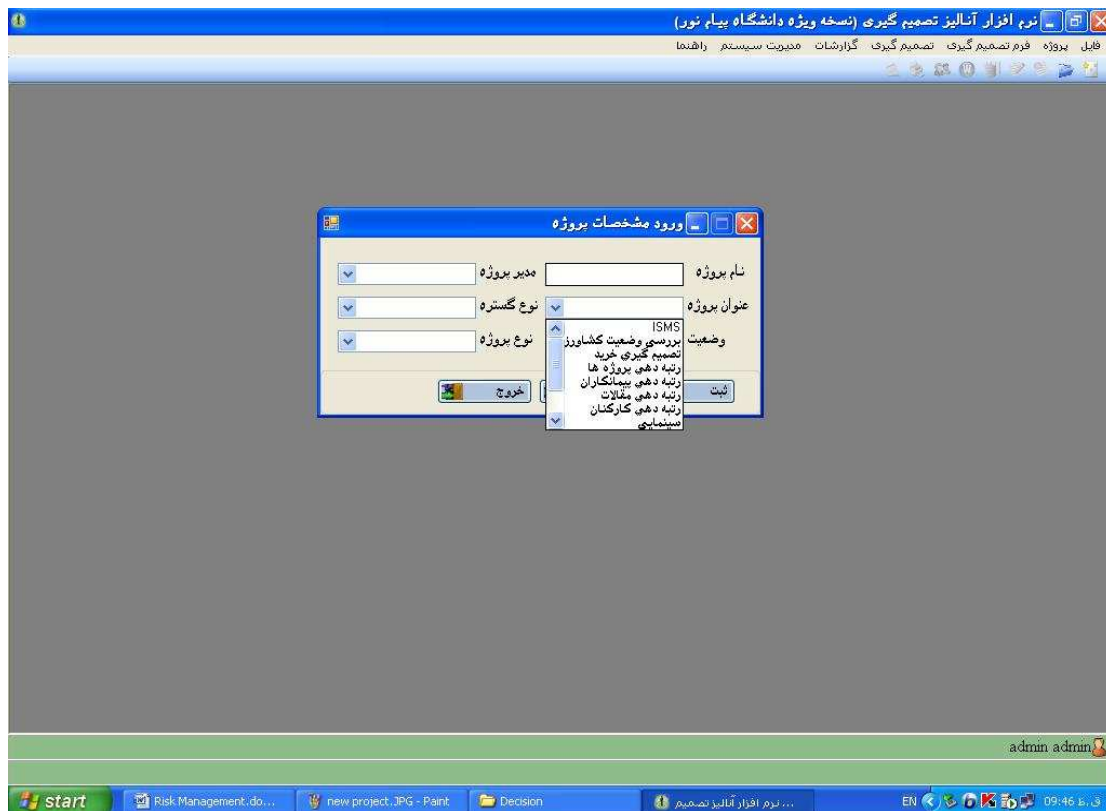 نرم افزار آنالیز تصمیم گیری (نسخه ویژه دانشگاه پیام نور)
فایل پروژه فرم تصمیم گیری تصمیم گیری گزارشات مدیریت سیستم راهنما
ورود مشخصات پروژه
نام پروژه مدیر پروژه
عنوان پروژه نوع گستره
وضعیت نوع پروژه
ISMS
بررسی وضعیت کشاورز
تصمیم گیری خرید
رتبه دهی پروژه ها
رتبه دهی پیمانکاران
رتبه دهی مقالات
رتبه دهی کارکنان
سینمایی
ثبت خروج
admin admin
start Risk Management.do... new project.JPG - Paint Decision نرم افزار آنالیز تصمیم ... EN 09:46 ق.ظ